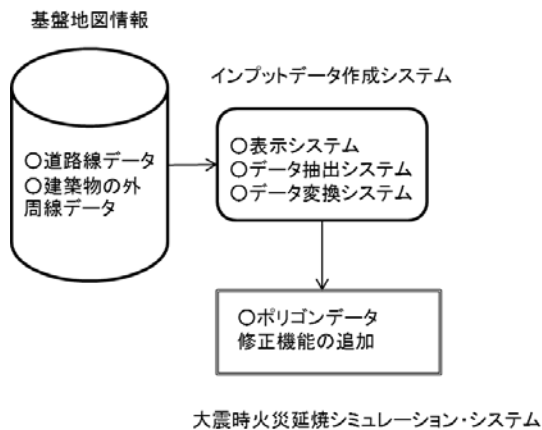 基盤地図情報
インプットデータ作成システム
○道路線データ
○建築物の外
周線データ
○表示システム
○データ抽出システム
○データ変換システム
○ポリゴンデータ
修正機能の追加
大震時火災延焼シミュレーション・システム